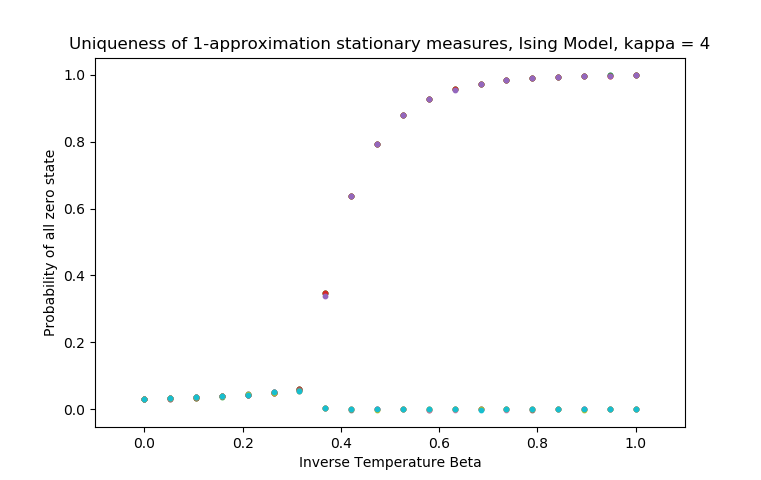 Uniqueness of 1-approximation stationary measures, Ising Model, kappa = 4
1.0
0.8
0.6
0.4
0.2
0.0
Probability of all zero state
0.0 0.2 0.4 0.6 0.8 1.0
Inverse Temperature Beta